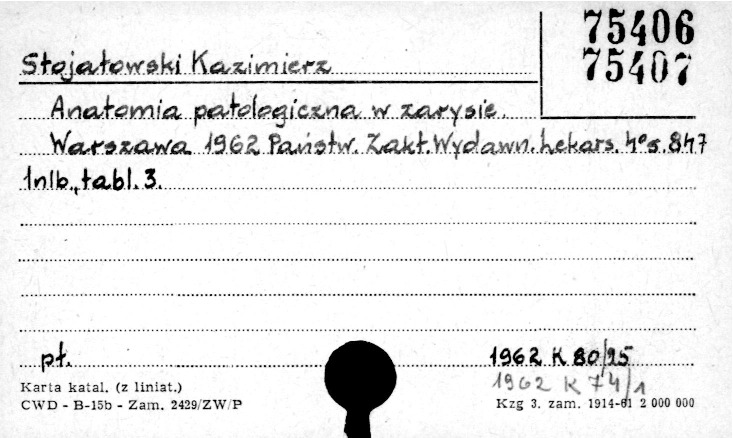 75406
75407
Stojałowski Kazimierz
Anatomia patologiczna w zarysie.
Warszawa 1962 Państw. Zakt. Wydawn. Lekars. 4° s. 847
1nlb., tabl. 3.
pł.
1962 K 80/95
1962 K 74/1
Karta katal. (z liniat.)
CWD - B-15b - Zam. 2429/ZW/P
Kzg 3. zam. 1914-61 2 000 000